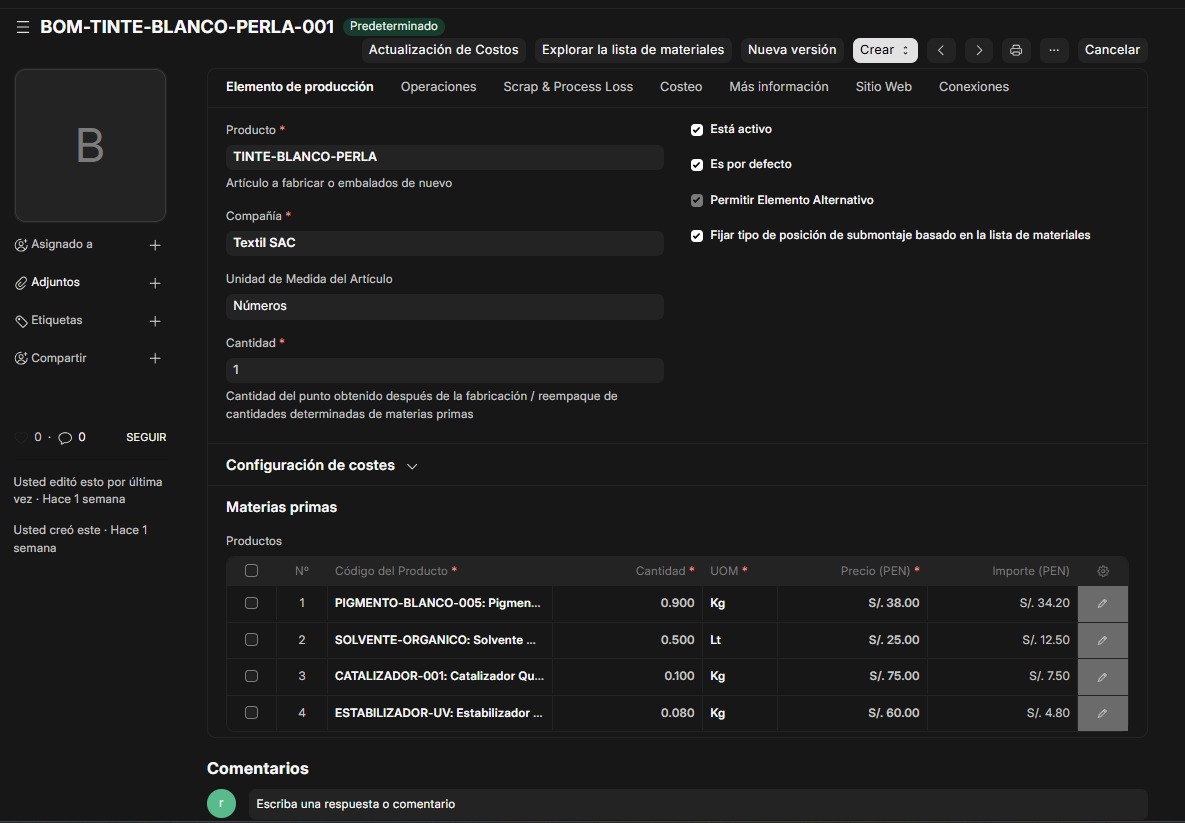 BOM-TINTE-BLANCO-PERLA-001 Predeterminado
Actualización de Costos Explorar la lista de materiales Nueva versión Crear ... Cancelar
B
Asignado a
Adjuntos
Etiquetas
Compartir
0 · 0 SEGUIR
Usted editó esto por última
vez · Hace 1 semana
Usted creó este · Hace 1
semana
Elemento de producción Operaciones Scrap & Process Loss Costeo Más información Sitio Web Conexiones
Producto *
TINTE-BLANCO-PERLA
Artículo a fabricar o embalados de nuevo
Compañía *
Textil SAC
Unidad de Medida del Artículo
Números
Cantidad *
1
Cantidad del punto obtenido después de la fabricación / reempaque de
cantidades determinadas de materias primas
Está activo
Es por defecto
Permitir Elemento Alternativo
Fijar tipo de posición de submontaje basado en la lista de materiales
Configuración de costes
Materias primas
Productos
Nº Código del Producto * Cantidad * UOM * Precio (PEN) * Importe (PEN)
1 PIGMENTO-BLANCO-005: Pigmen... 0.900 Kg S/. 38.00 S/. 34.20
2 SOLVENTE-ORGANICO: Solvente ... 0.500 Lt S/. 25.00 S/. 12.50
3 CATALIZADOR-001: Catalizador Qu... 0.100 Kg S/. 75.00 S/. 7.50
4 ESTABILIZADOR-UV: Estabilizador ... 0.080 Kg S/. 60.00 S/. 4.80
Comentarios
r Escriba una respuesta o comentario